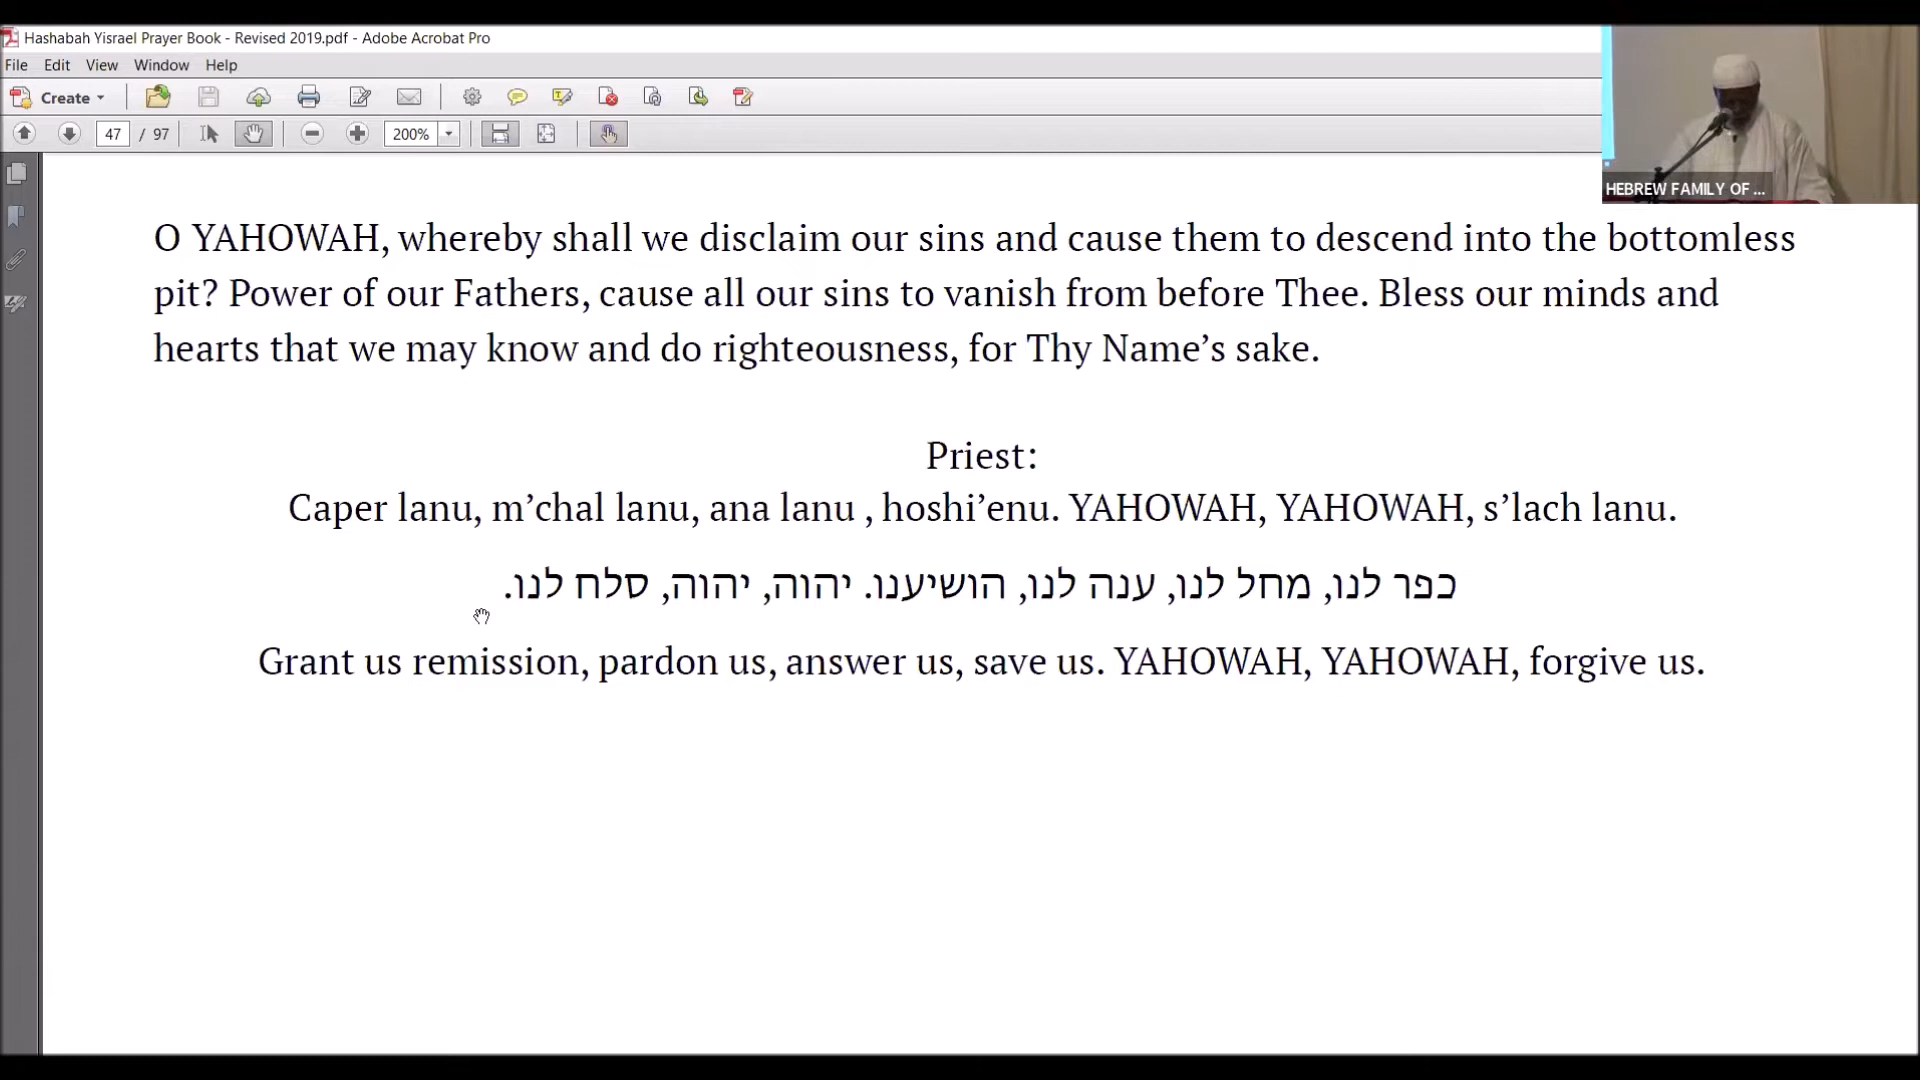 Hashabah Yisrael Prayer Book - Revised 2019.pdf - Adobe Acrobat Pro
File Edit View Window Help
Create
47 / 97 200%
HEBREW FAMILY OF ...
O YAHOWAH, whereby shall we disclaim our sins and cause them to descend into the bottomless
pit? Power of our Fathers, cause all our sins to vanish from before Thee. Bless our minds and
hearts that we may know and do righteousness, for Thy Name’s sake.
Priest:
Caper lanu, m’chal lanu, ana lanu , hoshi’enu. YAHOWAH, YAHOWAH, s’lach lanu.
כפר לנו, מחל לנו, ענה לנו, הושיענו. יהוה, יהוה, סלח לנו.
Grant us remission, pardon us, answer us, save us. YAHOWAH, YAHOWAH, forgive us.